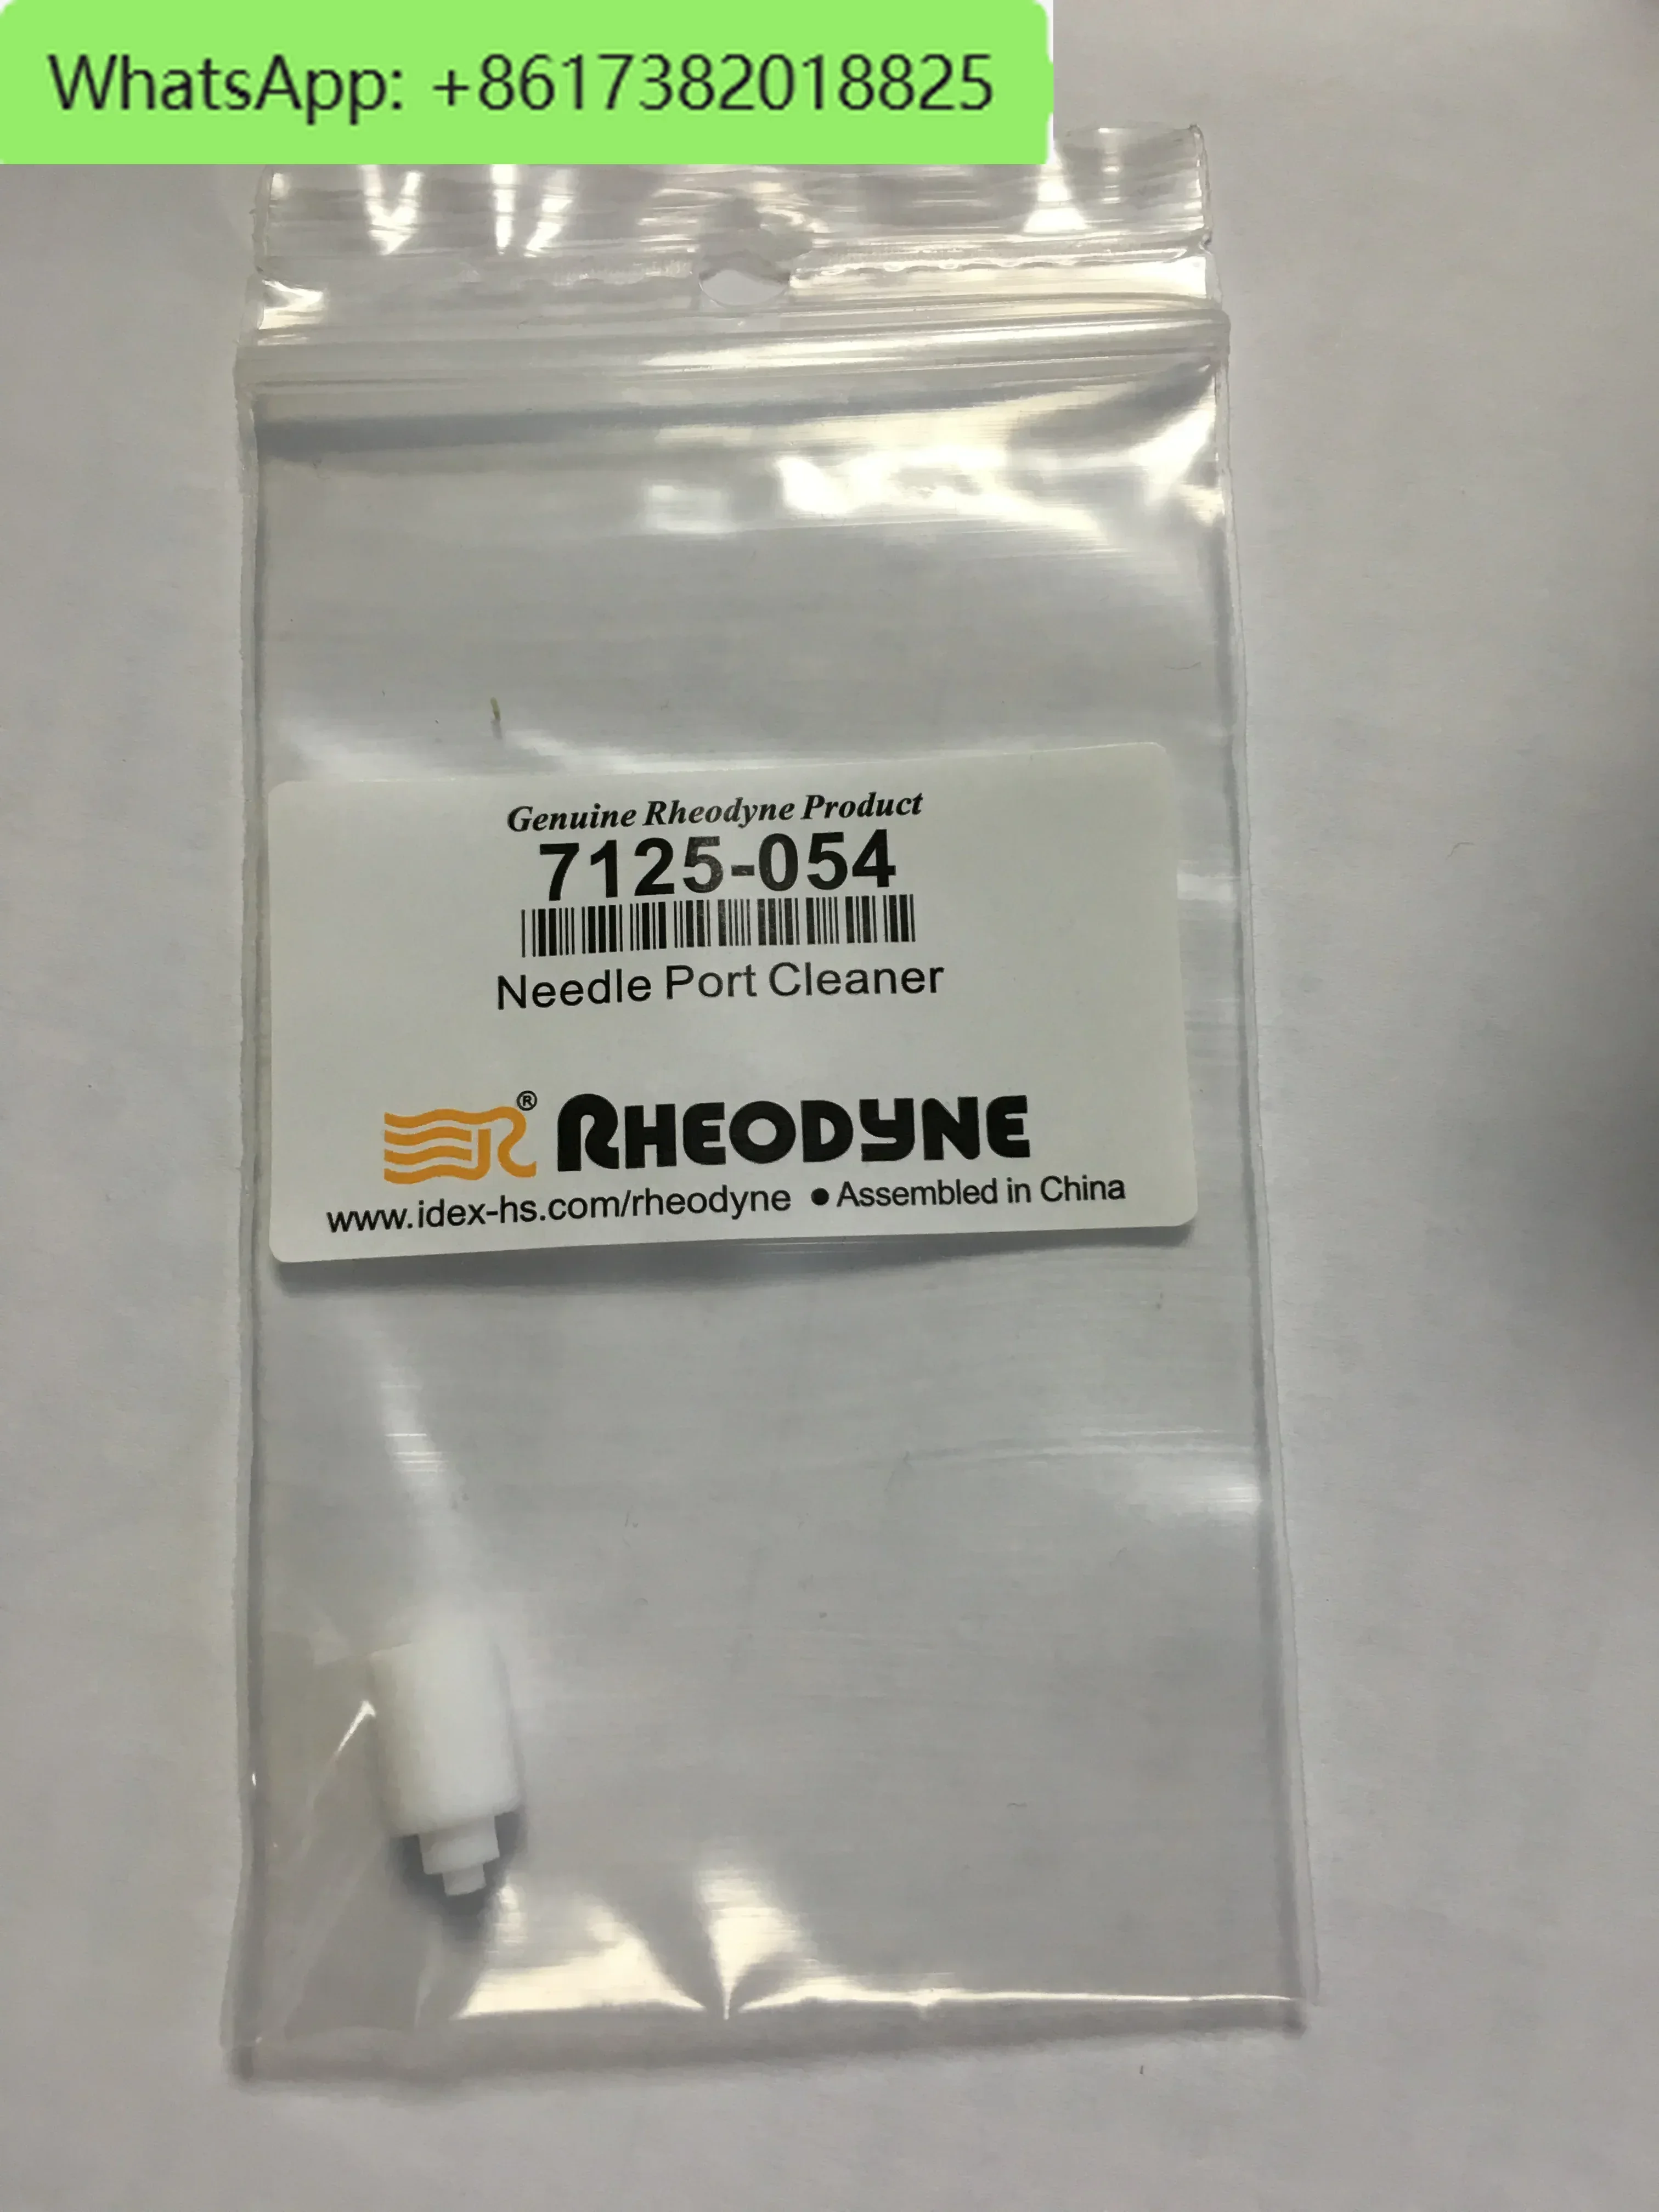 WhatsApp: +8617382018825
Genuine Rheodyne Product
7125-054
Needle Port Cleaner
® RHEODYNE
www.idex-hs.com/rheodyne ● Assembled in China